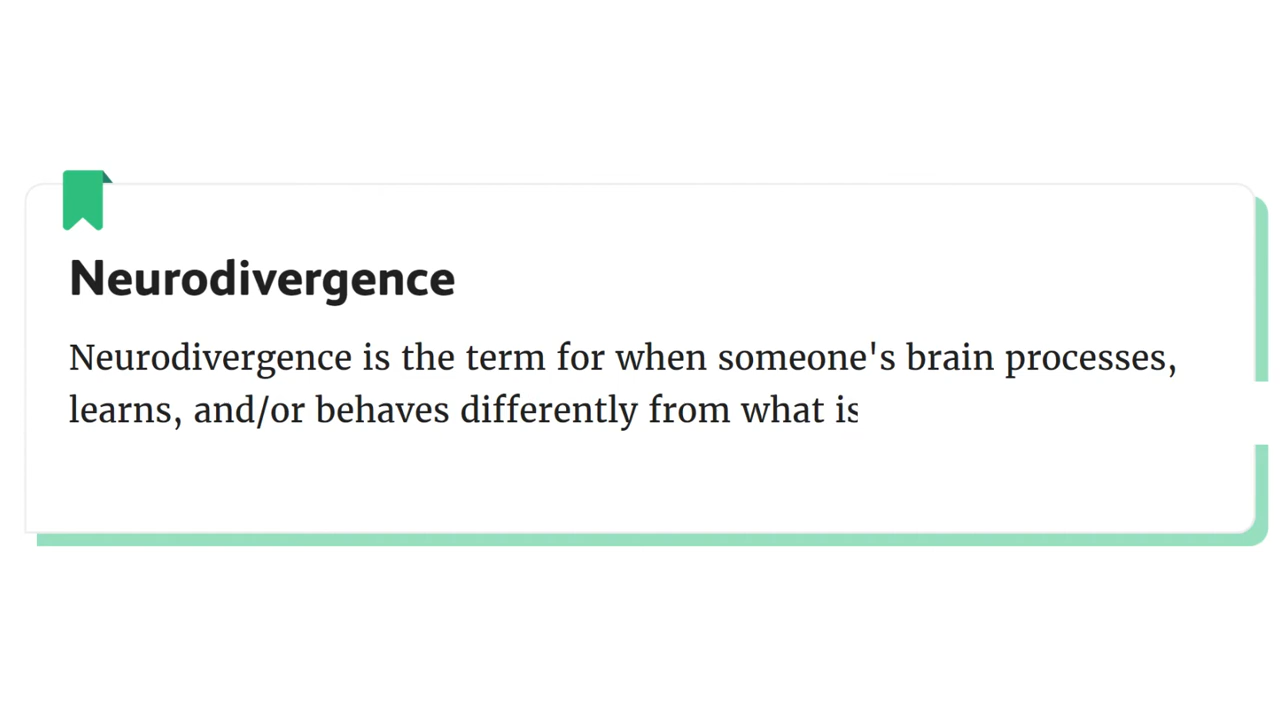 Neurodivergence
Neurodivergence is the term for when someone's brain processes,
learns, and/or behaves differently from what is